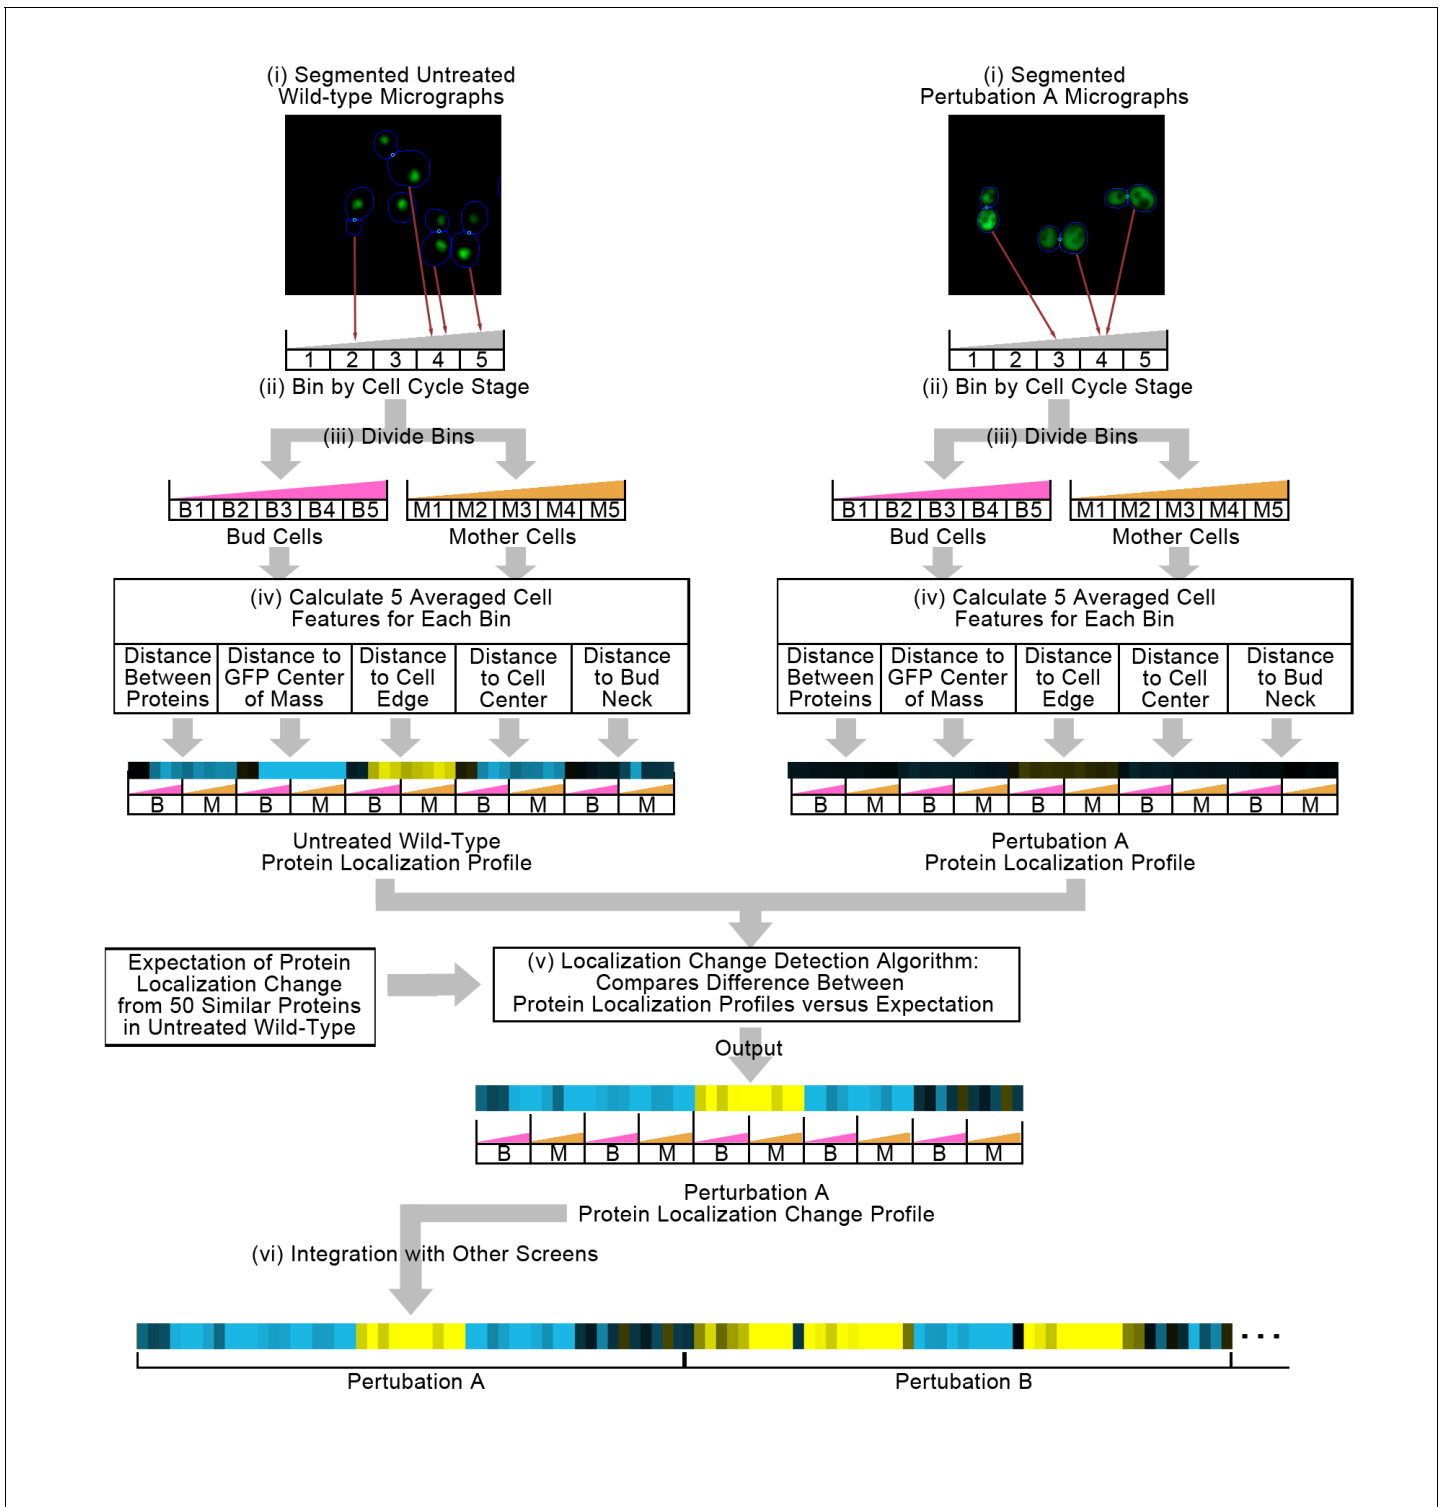 (i) Segmented Untreated
Wild-type Micrographs
(i) Segmented
Pertubation A Micrographs
1 2 3 4 5
(ii) Bin by Cell Cycle Stage
1 2 3 4 5
(ii) Bin by Cell Cycle Stage
(iii) Divide Bins
(iii) Divide Bins
B1 B2 B3 B4 B5
M1 M2 M3 M4 M5
Bud Cells
Mother Cells
B1 B2 B3 B4 B5
M1 M2 M3 M4 M5
Bud Cells
Mother Cells
(iv) Calculate 5 Averaged Cell
Features for Each Bin
Distance
Between
Proteins
Distance to
GFP Center
of Mass
Distance
to Cell
Edge
Distance
to Cell
Center
Distance
to Bud
Neck
(iv) Calculate 5 Averaged Cell
Features for Each Bin
Distance
Between
Proteins
Distance to
GFP Center
of Mass
Distance
to Cell
Edge
Distance
to Cell
Center
Distance
to Bud
Neck
B M B M B M B M B M
Untreated Wild-Type
Protein Localization Profile
B M B M B M B M B M
Pertubation A
Protein Localization Profile
Expectation of Protein
Localization Change
from 50 Similar Proteins
in Untreated Wild-Type
(v) Localization Change Detection Algorithm:
Compares Difference Between
Protein Localization Profiles versus Expectation
Output
B M B M B M B M B M
Perturbation A
Protein Localization Change Profile
(vi) Integration with Other Screens
...
Pertubation A
Pertubation B